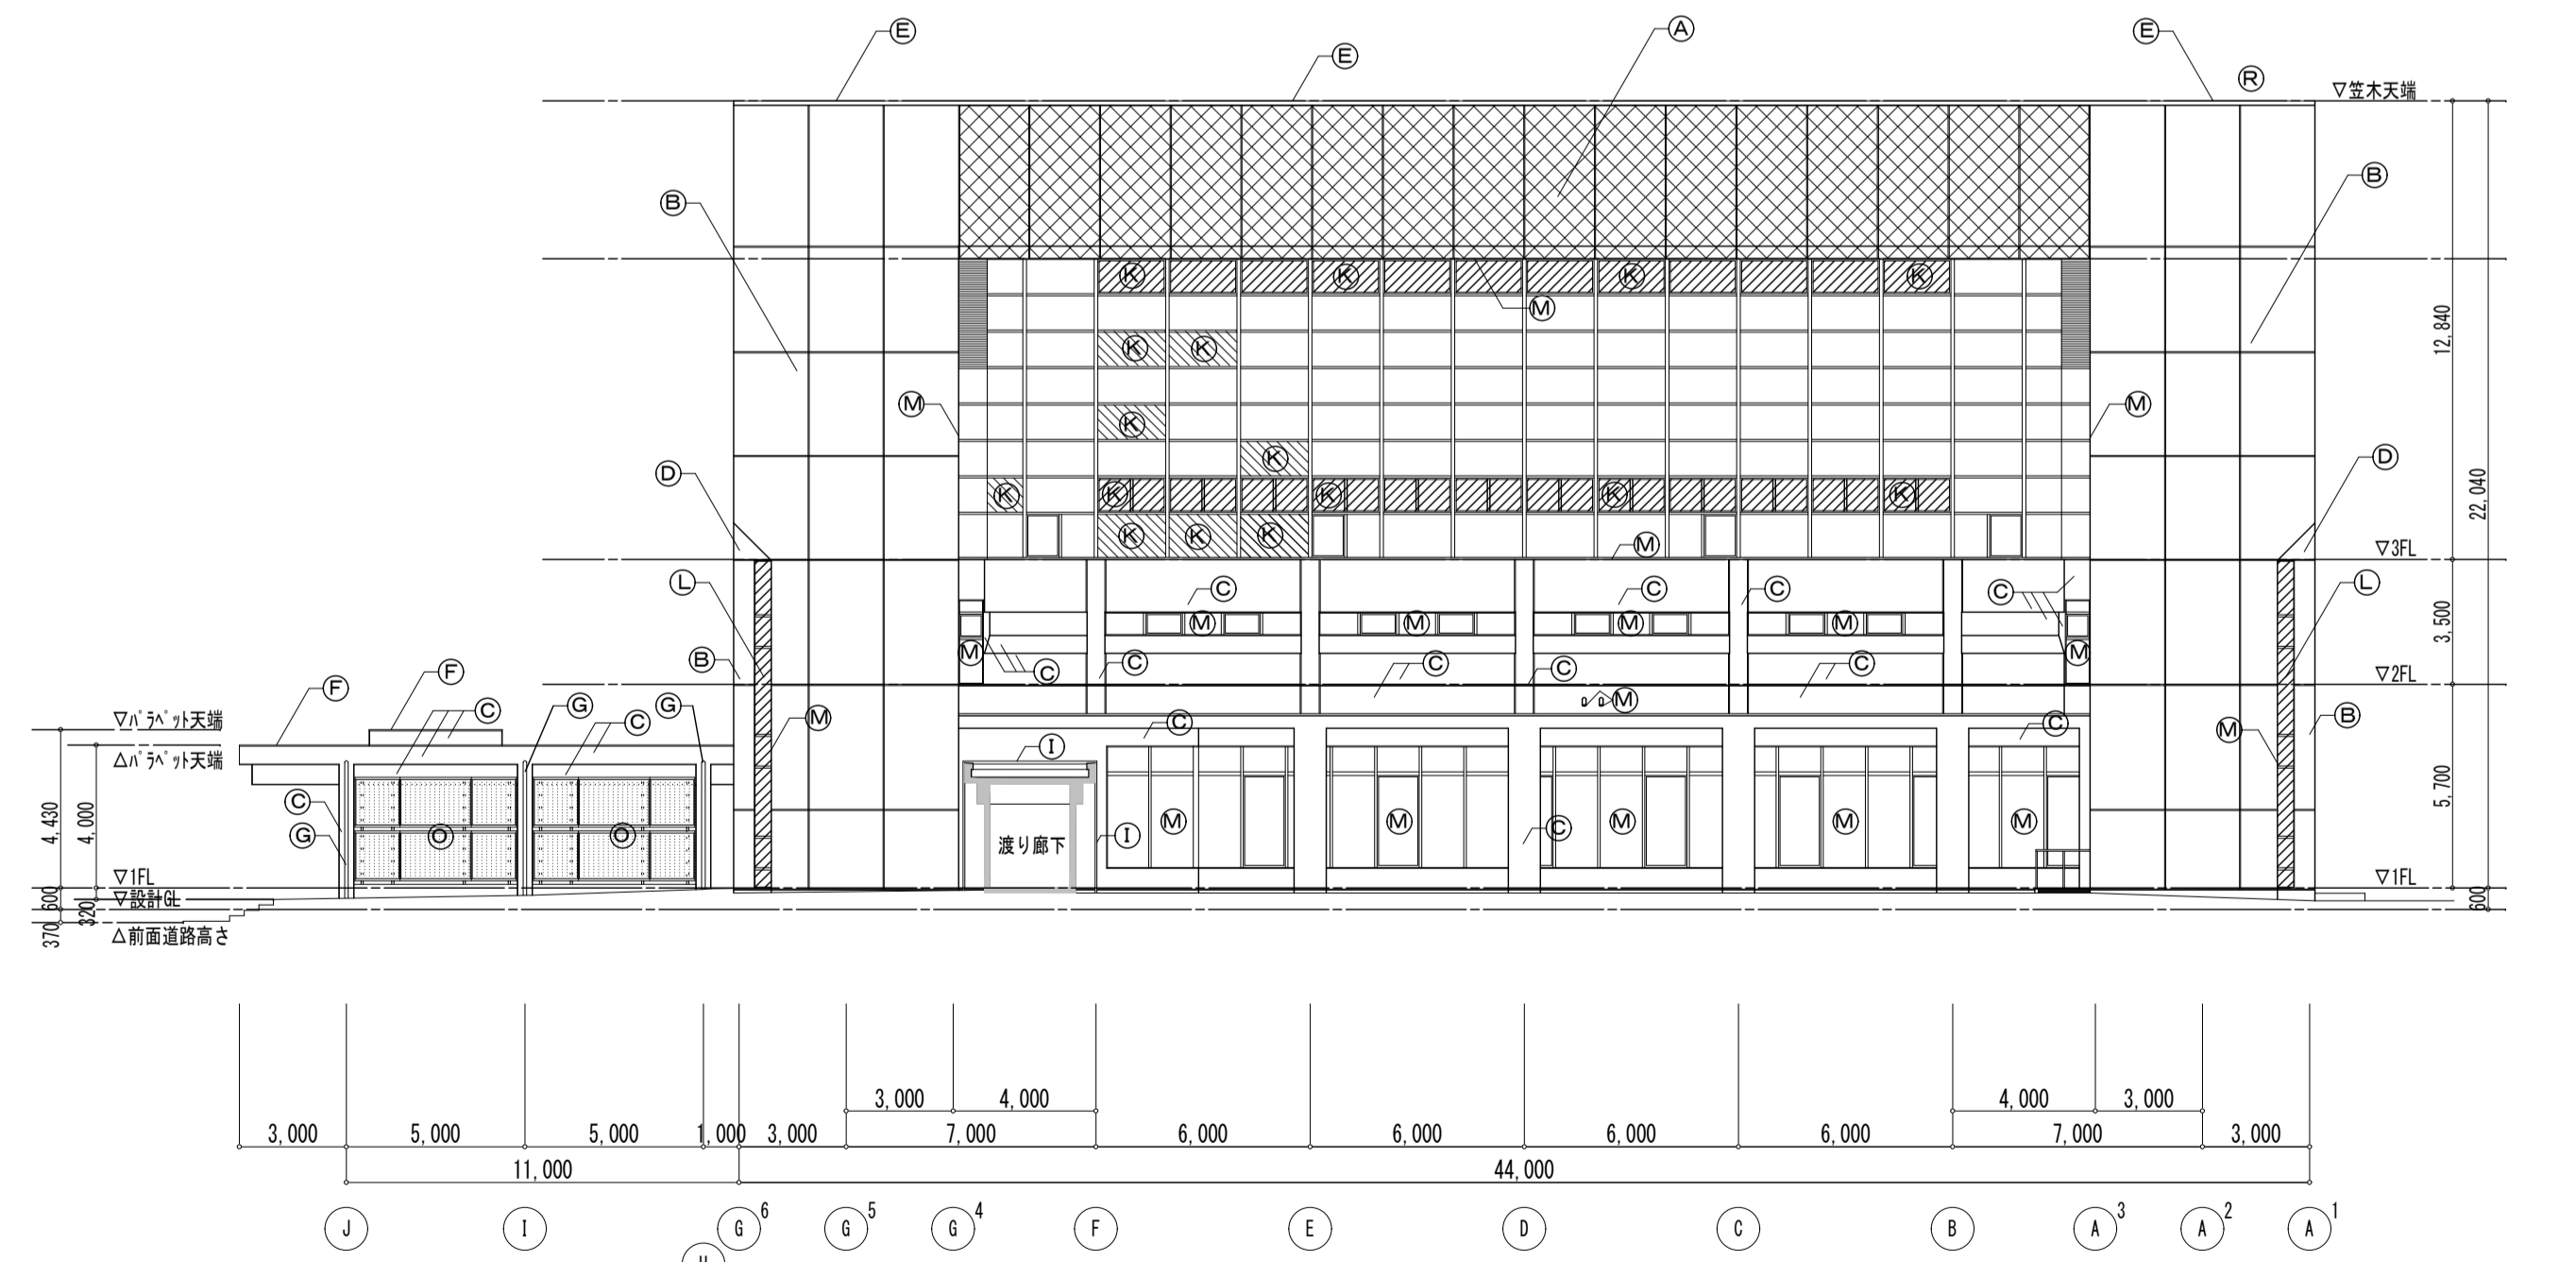 Ⓔ Ⓔ Ⓐ Ⓔ Ⓡ
▽笠木天端
Ⓑ Ⓑ
Ⓚ Ⓚ Ⓚ Ⓚ
Ⓜ
12,840
Ⓚ Ⓚ
Ⓜ Ⓚ Ⓜ
Ⓓ Ⓚ Ⓓ
Ⓚ Ⓚ Ⓚ Ⓚ Ⓚ
22,040
Ⓚ Ⓚ Ⓚ
Ⓜ
▽3FL
Ⓛ Ⓒ Ⓒ Ⓒ Ⓒ Ⓛ
Ⓜ Ⓜ Ⓜ Ⓜ
3,500
Ⓑ Ⓜ Ⓒ Ⓒ Ⓒ Ⓒ Ⓒ Ⓜ
▽2FL
Ⓕ Ⓕ
Ⓒ Ⓖ Ⓒ Ⓖ Ⓜ Ⓜ
Ⓒ Ⓒ Ⓜ Ⓑ
▽ﾊﾟﾗﾍﾟｯﾄ天端
△ﾊﾟﾗﾍﾟｯﾄ天端
Ⓘ
5,700
4,430
4,000
Ⓒ
Ⓖ Ⓞ Ⓞ
渡り廊下
Ⓘ Ⓜ Ⓜ Ⓒ Ⓜ Ⓜ Ⓜ
▽1FL
▽1FL
600
▽設計GL
320
600
370
△前面道路高さ
3,000 4,000 4,000 3,000
3,000 5,000 5,000 1,000 3,000 7,000 6,000 6,000 6,000 6,000 7,000 3,000
11,000 44,000
J I G6 G5 G4 F E D C B A3 A2 A1